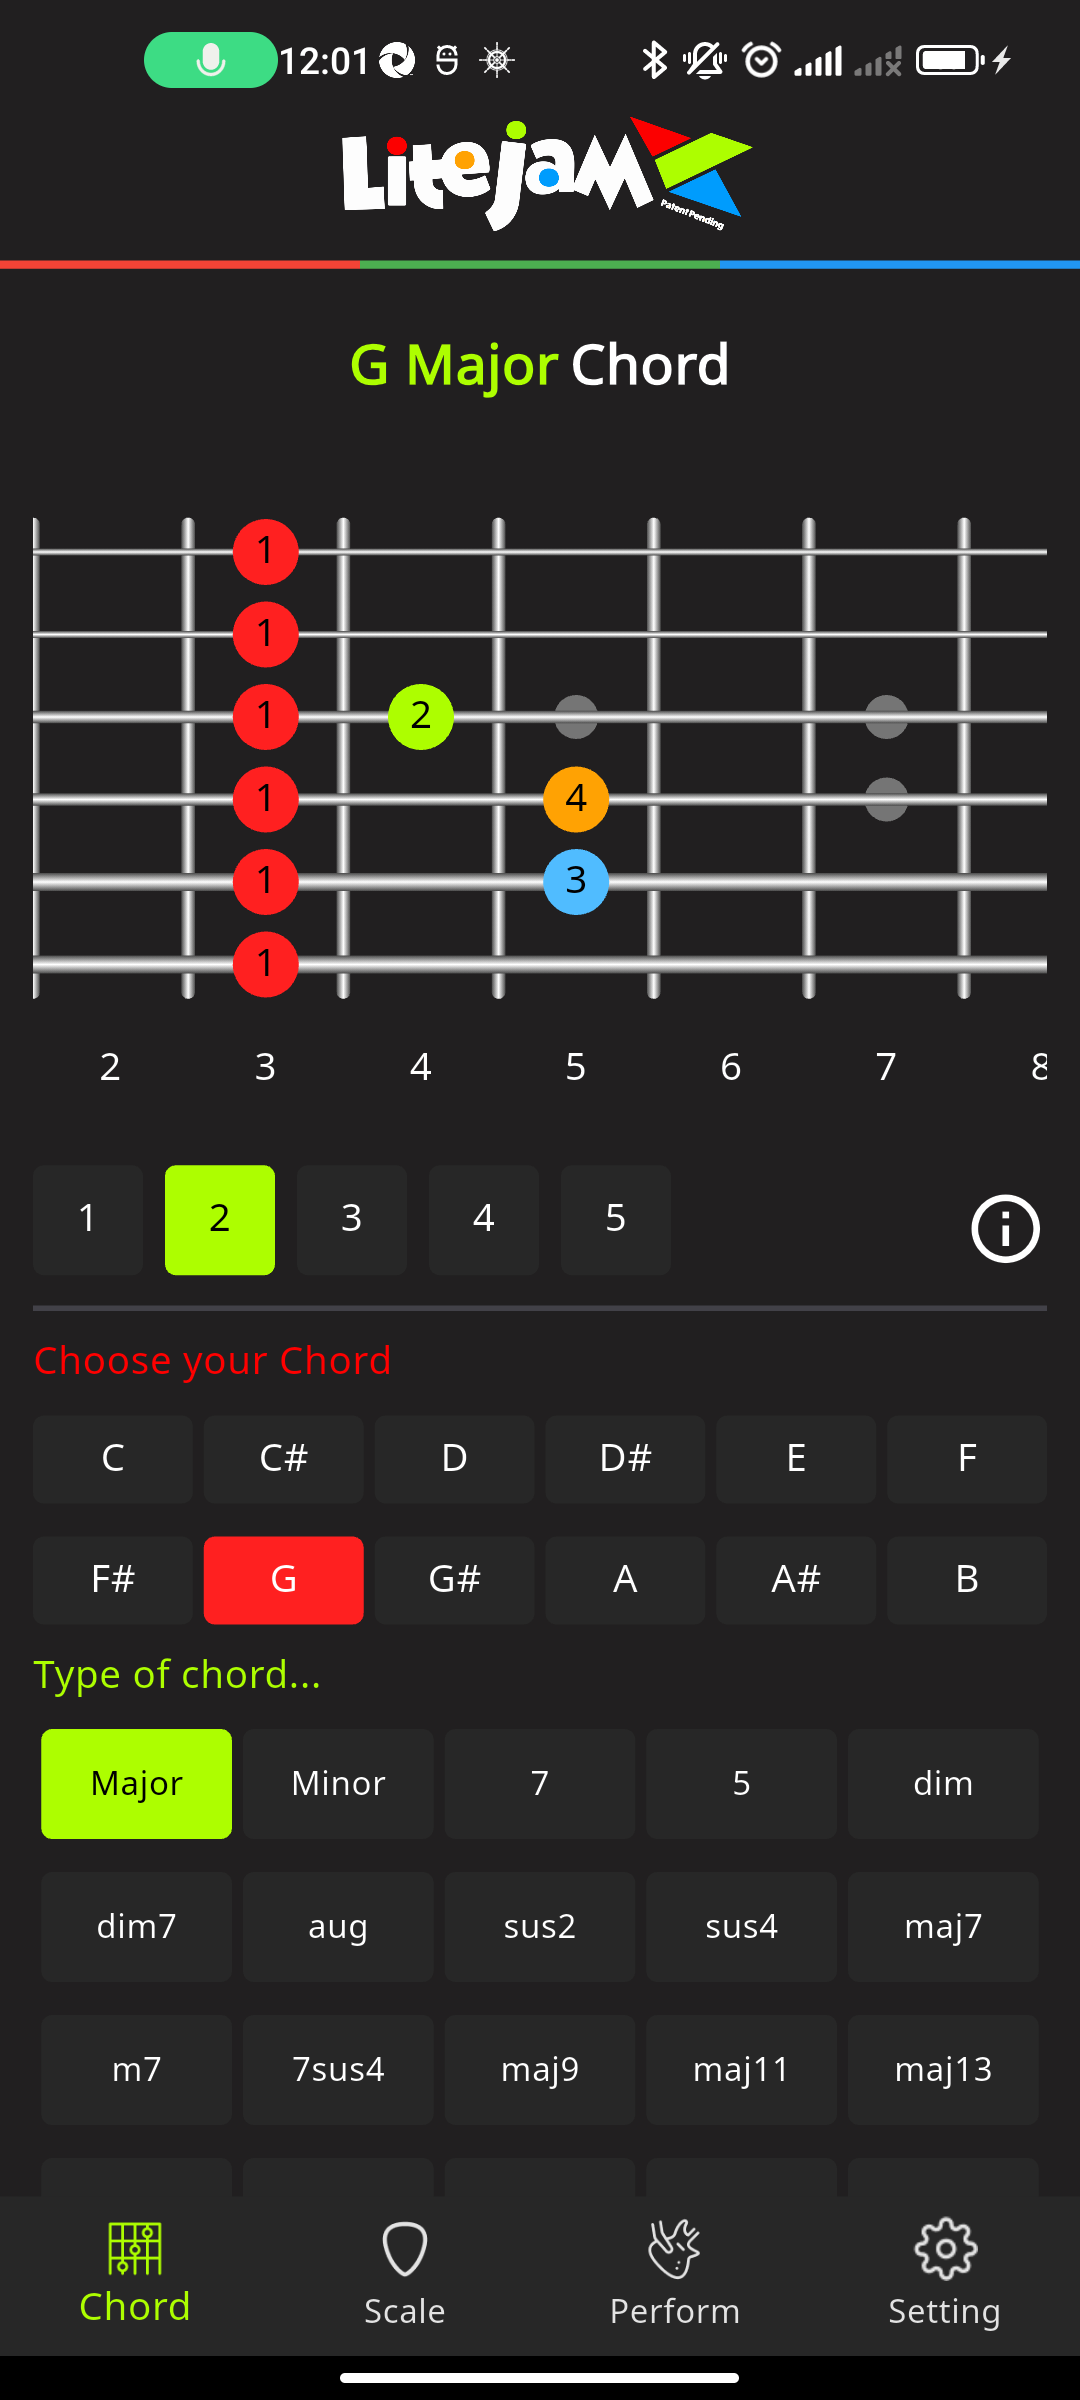 12:01
Litejam
Patent Pending
G Major Chord
1
1
1 2
1 4
1 3
1
2 3 4 5 6 7 8
1 2 3 4 5
Choose your Chord
C C# D D# E F
F# G G# A A# B
Type of chord...
Major Minor 7 5 dim
dim7 aug sus2 sus4 maj7
m7 7sus4 maj9 maj11 maj13
Chord Scale Perform Setting